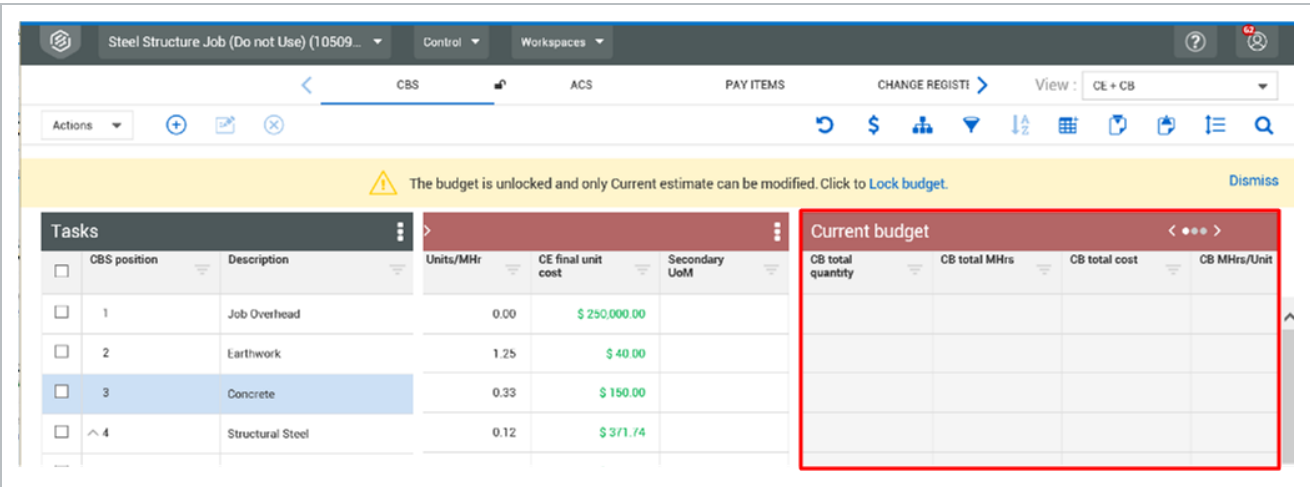 Steel Structure Job (Do not Use) (10509... Control Workspaces ? 62
CBS ACS PAY ITEMS CHANGE REGISTE View : CE + CB
Actions $ A Z
The budget is unlocked and only Current estimate can be modified. Click to Lock budget. Dismiss
Tasks Current budget
CBS position Description Units/MHr CE final unit cost Secondary UoM CB total quantity CB total MHrs CB total cost CB MHrs/Unit
1 Job Overhead 0.00 $ 250,000.00
2 Earthwork 1.25 $ 40.00
3 Concrete 0.33 $ 150.00
4 Structural Steel 0.12 $ 371.74